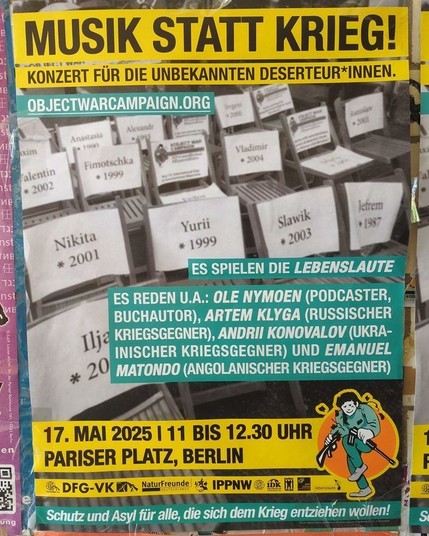 MUSIK STATT KRIEG!
KONZERT FÜR DIE UNBEKANNTEN DESERTEUR*INNEN.
OBJECTWARCAMPAIGN.ORG
Anastasia
Alexandr
Vladimir
* 2004
Valentin
* 2002
Fimotschka
* 1999
Jefrem
* 1987
Nikita
* 2001
Yurii
* 1999
Slawik
* 2003
ES SPIELEN DIE LEBENSLAUTE
ES REDEN U.A.: OLE NYMOEN (PODCASTER,
BUCHAUTOR), ARTEM KLYGA (RUSSISCHER
KRIEGSGEGNER), ANDRII KONOVALOV (UKRA-
INISCHER KRIEGSGEGNER) UND EMANUEL
MATONDO (ANGOLANISCHER KRIEGSGEGNER)
Ilja
* 20
17. MAI 2025 | 11 BIS 12.30 UHR
PARISER PLATZ, BERLIN
DFG-VK NaturFreunde IPPNW IDK
Schutz und Asyl für alle, die sich dem Krieg entziehen wollen!